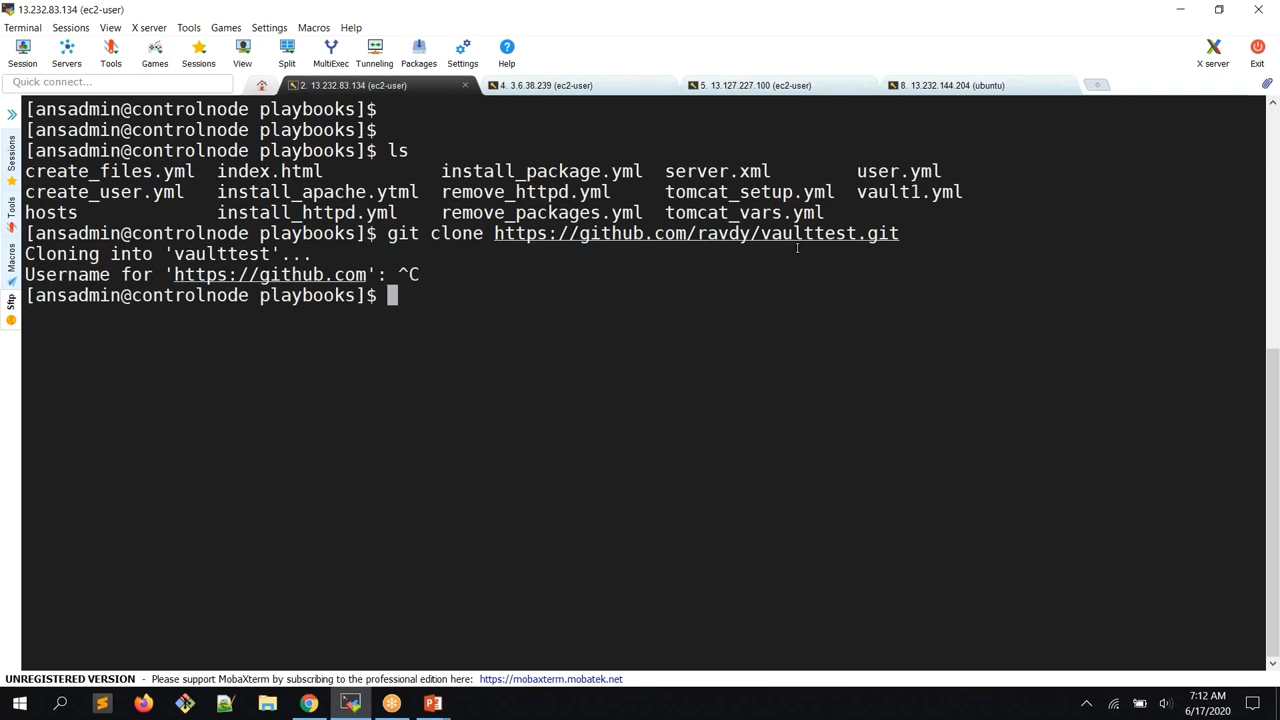 13.232.83.134 (ec2-user)
Terminal Sessions View X server Tools Games Settings Macros Help
Session Servers Tools Games Sessions View Split MultiExec Tunneling Packages Settings Help X server Exit
Quick connect... 2. 13.232.83.134 (ec2-user) 4. 3.6.38.239 (ec2-user) 5. 13.127.227.100 (ec2-user) 8. 13.232.144.204 (ubuntu)
Sessions
Tools
Macros
Sftp
[ansadmin@controlnode playbooks]$
[ansadmin@controlnode playbooks]$
[ansadmin@controlnode playbooks]$ ls
create_files.yml index.html install_package.yml server.xml user.yml
create_user.yml install_apache.ytml remove_httpd.yml tomcat_setup.yml vault1.yml
hosts install_httpd.yml remove_packages.yml tomcat_vars.yml
[ansadmin@controlnode playbooks]$ git clone https://github.com/ravdy/vaulttest.git
Cloning into 'vaulttest'...
Username for 'https://github.com': ^C
[ansadmin@controlnode playbooks]$
UNREGISTERED VERSION - Please support MobaXterm by subscribing to the professional edition here: https://mobaxterm.mobatek.net
7:12 AM
6/17/2020